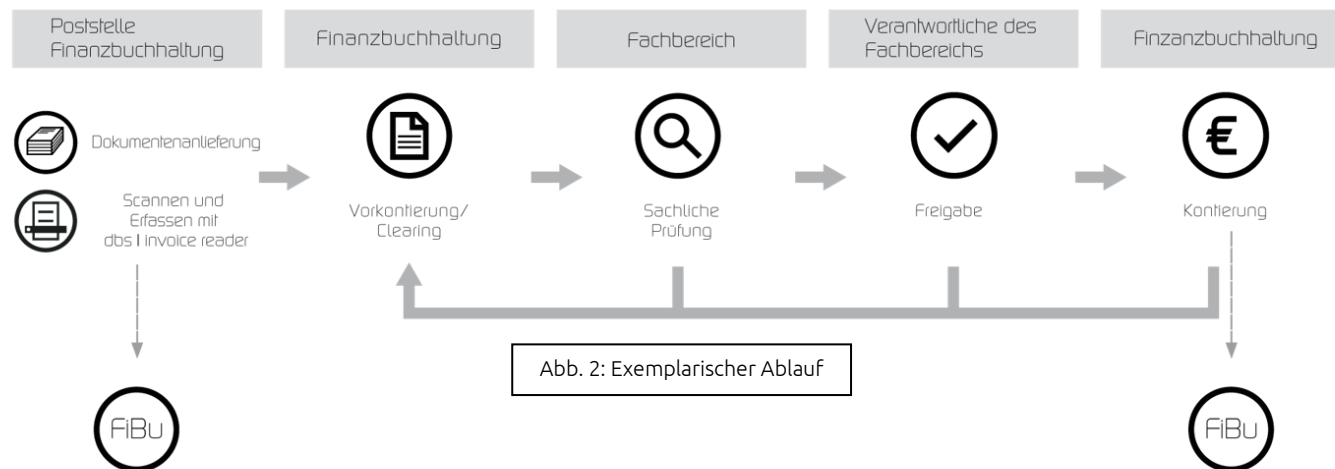 Poststelle
Finanzbuchhaltung
Finanzbuchhaltung
Fachbereich
Verantwortliche des
Fachbereichs
Finzanzbuchhaltung
Dokumentenanlieferung
Scannen und
Erfassen mit
dbs | invoice reader
Vorkontierung/
Clearing
Sachliche
Prüfung
Freigabe
€
Kontierung
Abb. 2: Exemplarischer Ablauf
FiBu
FiBu